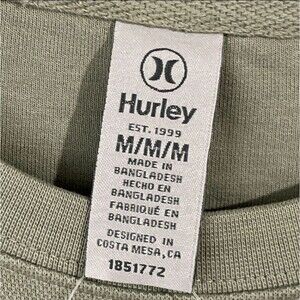 Hurley
EST. 1999
M/M/M
MADE IN
BANGLADESH
HECHO EN
BANGLADESH
FABRIQUÉ EN
BANGLADESH
DESIGNED IN
COSTA MESA, CA
1851772